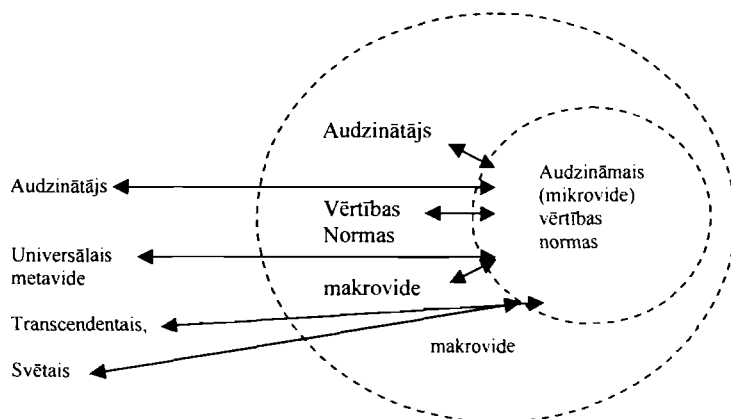 Audzinātājs
Audzinātājs
Audzināmais
(mikrovide)
vērtības
normas
Vērtības
Normas
Universālais
metavide
makrovide
Transcendentais,
makrovide
Svētais